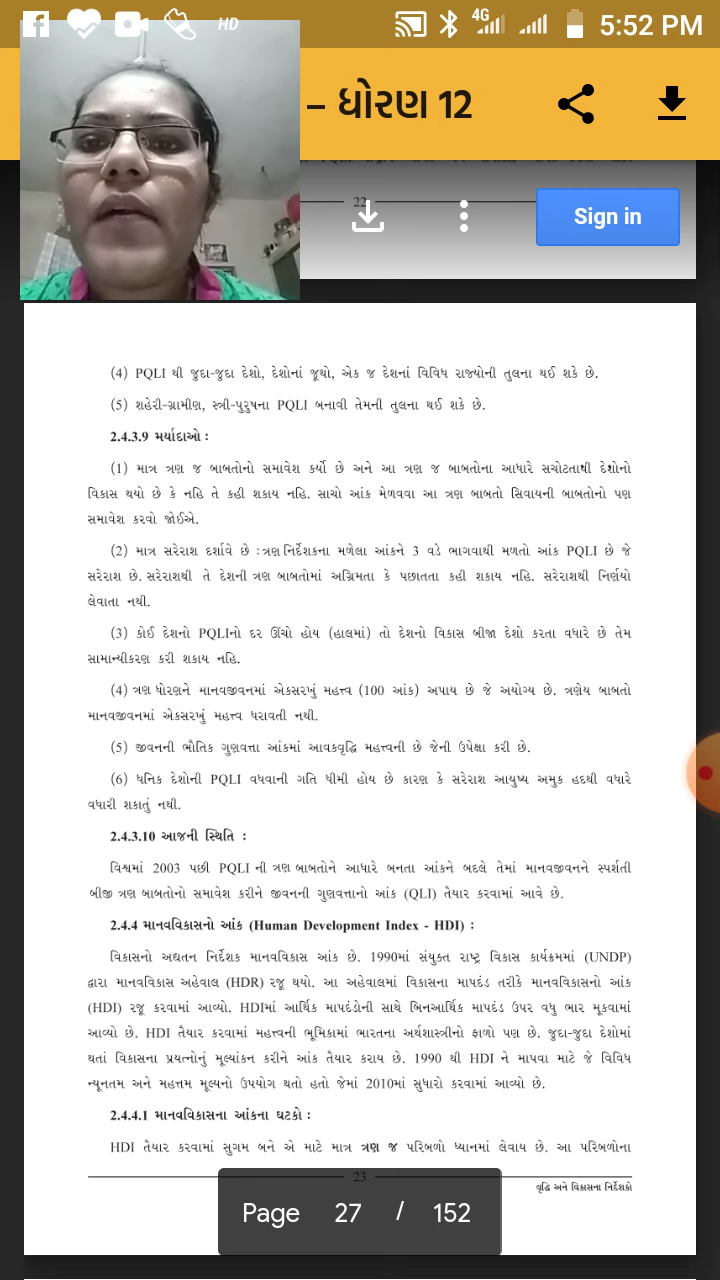 HD
4G
5:52 PM
– ધોરણ 12
22
Sign in
(4) PQLI થી જુદા-જુદા દેશો, દેશોનાં જૂથો, એક જ દેશનાં વિવિધ રાજ્યોની તુલના થઈ શકે છે.
(5) શહેરી-ગ્રામીણ, સ્ત્રી-પુરુષના PQLI બનાવી તેમની તુલના થઈ શકે છે.
2.4.3.9 મર્યાદાઓ :
(1) માત્ર ત્રણ જ બાબતોનો સમાવેશ કર્યો છે અને આ ત્રણ જ બાબતોના આધારે સચોટતાથી દેશોનો
વિકાસ થયો છે કે નહિ તે કહી શકાય નહિ. સાચો આંક મેળવવા આ ત્રણ બાબતો સિવાયની બાબતોનો પણ
સમાવેશ કરવો જોઈએ.
(2) માત્ર સરેરાશ દર્શાવે છે : ત્રણ નિર્દેશકના મળેલા આંકને 3 વડે ભાગવાથી મળતો આંક PQLI છે જે
સરેરાશ છે. સરેરાશથી તે દેશની ત્રણ બાબતોમાં અગ્રિમતા કે પછાતતા કહી શકાય નહિ. સરેરાશથી નિર્ણયો
લેવાતા નથી.
(3) કોઈ દેશનો PQLIનો દર ઊંચો હોય (હાલમાં) તો દેશનો વિકાસ બીજા દેશો કરતા વધારે છે તેમ
સામાન્યીકરણ કરી શકાય નહિ.
(4) ત્રણ ધોરણને માનવજીવનમાં એકસરખું મહત્ત્વ (100 આંક) અપાય છે જે અયોગ્ય છે. ત્રણેય બાબતો
માનવજીવનમાં એકસરખું મહત્ત્વ ધરાવતી નથી.
(5) જીવનની ભૌતિક ગુણવત્તા આંકમાં આવકવૃદ્ધિ મહત્ત્વની છે જેની ઉપેક્ષા કરી છે.
(6) ધનિક દેશોની PQLI વધવાની ગતિ ધીમી હોય છે કારણ કે સરેરાશ આયુષ્ય અમુક હદથી વધારે
વધારી શકાતું નથી.
2.4.3.10 આજની સ્થિતિ :
વિશ્વમાં 2003 પછી PQLI ની ત્રણ બાબતોને આધારે બનતા આંકને બદલે તેમાં માનવજીવનને સ્પર્શતી
બીજી ત્રણ બાબતોનો સમાવેશ કરીને જીવનની ગુણવત્તાનો આંક (QLI) તૈયાર કરવામાં આવે છે.
2.4.4 માનવવિકાસનો આંક (Human Development Index - HDI) :
વિકાસનો અદ્યતન નિર્દેશક માનવવિકાસ આંક છે. 1990માં સંયુક્ત રાષ્ટ્ર વિકાસ કાર્યક્રમમાં (UNDP)
દ્વારા માનવવિકાસ અહેવાલ (HDR) રજૂ થયો. આ અહેવાલમાં વિકાસના માપદંડ તરીકે માનવવિકાસનો આંક
(HDI) રજૂ કરવામાં આવ્યો. HDIમાં આર્થિક માપદંડોની સાથે બિનઆર્થિક માપદંડ ઉપર વધુ ભાર મૂકવામાં
આવ્યો છે. HDI તૈયાર કરવામાં મહત્ત્વની ભૂમિકામાં ભારતના અર્થશાસ્ત્રીનો ફાળો પણ છે. જુદા-જુદા દેશોમાં
થતાં વિકાસના પ્રયત્નોનું મૂલ્યાંકન કરીને આંક તૈયાર કરાય છે. 1990 થી HDI ને માપવા માટે જે વિવિધ
ન્યૂનતમ અને મહત્તમ મૂલ્યનો ઉપયોગ થતો હતો જેમાં 2010માં સુધારો કરવામાં આવ્યો છે.
2.4.4.1 માનવવિકાસના આંકના ઘટકો :
HDI તૈયાર કરવામાં સુગમ બને એ માટે માત્ર ત્રણ જ પરિબળો ધ્યાનમાં લેવાય છે. આ પરિબળોના
23
વૃદ્ધિ અને વિકાસના નિર્દેશકો
Page 27 / 152